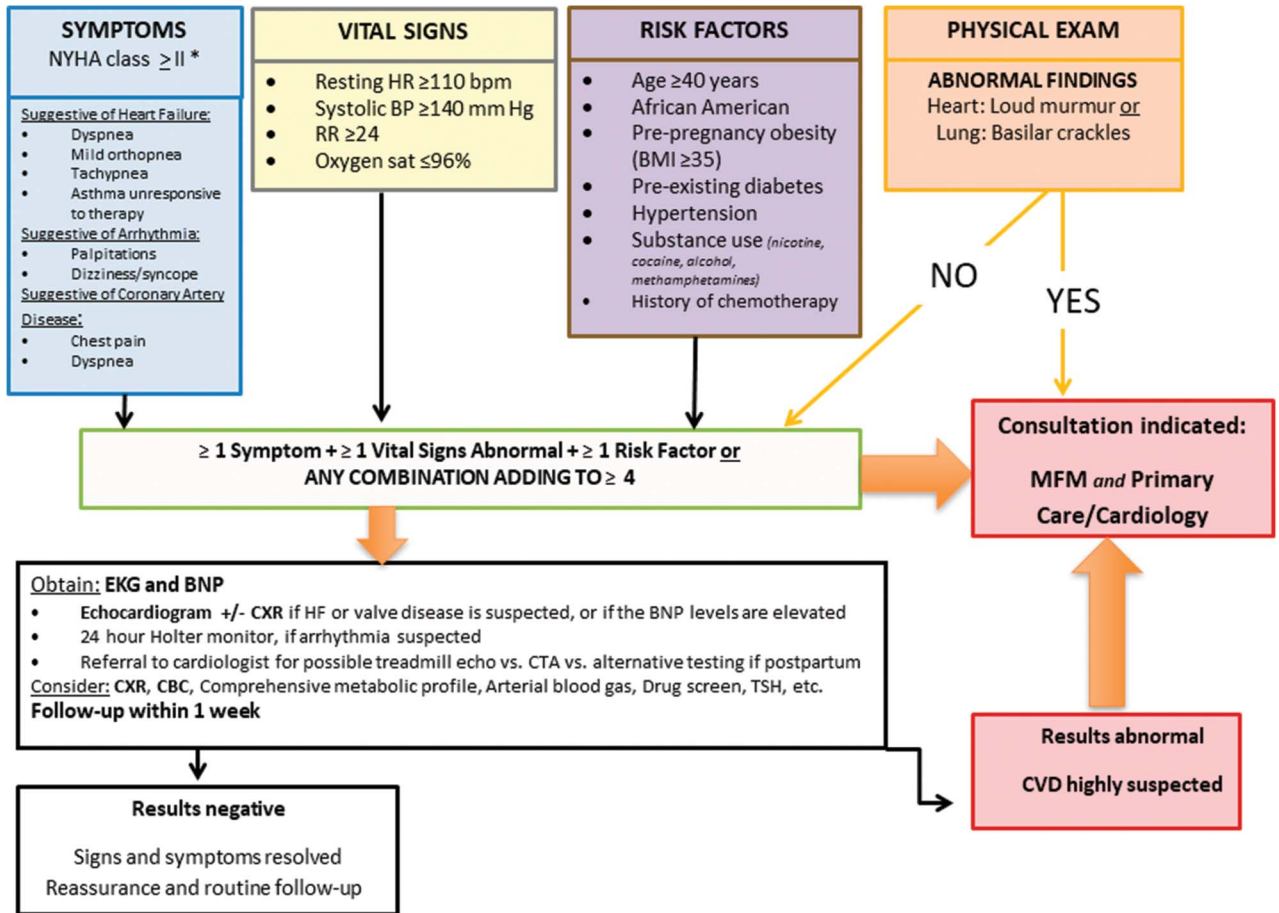 SYMPTOMS
NYHA class ≥ II *
Suggestive of Heart Failure:
• Dyspnea
• Mild orthopnea
• Tachypnea
• Asthma unresponsive
to therapy
Suggestive of Arrhythmia:
• Palpitations
• Dizziness/syncope
Suggestive of Coronary Artery
Disease:
• Chest pain
• Dyspnea
VITAL SIGNS
• Resting HR ≥110 bpm
• Systolic BP ≥140 mm Hg
• RR ≥24
• Oxygen sat ≤96%
RISK FACTORS
• Age ≥40 years
• African American
• Pre-pregnancy obesity
(BMI ≥35)
• Pre-existing diabetes
• Hypertension
• Substance use (nicotine,
cocaine, alcohol,
methamphetamines)
• History of chemotherapy
PHYSICAL EXAM
ABNORMAL FINDINGS
Heart: Loud murmur or
Lung: Basilar crackles
NO
YES
≥ 1 Symptom + ≥ 1 Vital Signs Abnormal + ≥ 1 Risk Factor or
ANY COMBINATION ADDING TO ≥ 4
Consultation indicated:
MFM and Primary
Care/Cardiology
Obtain: EKG and BNP
• Echocardiogram +/- CXR if HF or valve disease is suspected, or if the BNP levels are elevated
• 24 hour Holter monitor, if arrhythmia suspected
• Referral to cardiologist for possible treadmill echo vs. CTA vs. alternative testing if postpartum
Consider: CXR, CBC, Comprehensive metabolic profile, Arterial blood gas, Drug screen, TSH, etc.
Follow-up within 1 week
Results abnormal
CVD highly suspected
Results negative
Signs and symptoms resolved
Reassurance and routine follow-up